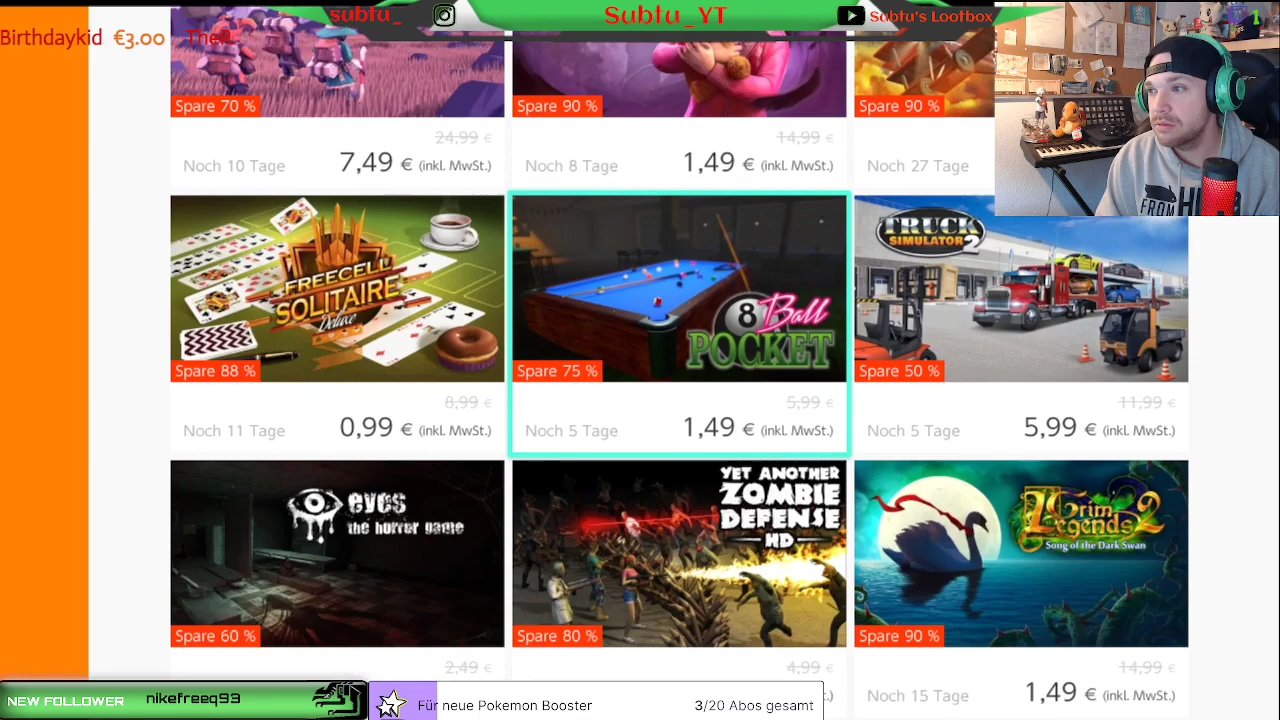 subfu_
Subfu_YT
Subfu's Lootbox
1
Birthdaykid €3.00
Spare 70 %
Spare 90 %
Spare 90 %
24,99 €
14,99 €
Noch 10 Tage 7,49 € (inkl. MwSt.)
Noch 8 Tage 1,49 € (inkl. MwSt.)
Noch 27 Tage
FROM
FREECELL
SOLITAIRE
Deluxe
8 Ball
POCKET
TRUCK
SIMULATOR 2
Spare 88 %
Spare 75 %
Spare 50 %
8,99 €
5,99 €
11,99 €
Noch 11 Tage 0,99 € (inkl. MwSt.)
Noch 5 Tage 1,49 € (inkl. MwSt.)
Noch 5 Tage 5,99 € (inkl. MwSt.)
eyes
the horror game
YET ANOTHER
ZOMBIE
DEFENSE
HD
Grim
Legends 2
Song of the Dark Swan
Spare 60 %
Spare 80 %
Spare 90 %
2,49 €
4,99 €
14,99 €
Noch 15 Tage 1,49 € (inkl. MwSt.)
NEW FOLLOWER nikefreeq93
Für neue Pokemon Booster 3/20 Abos gesamt